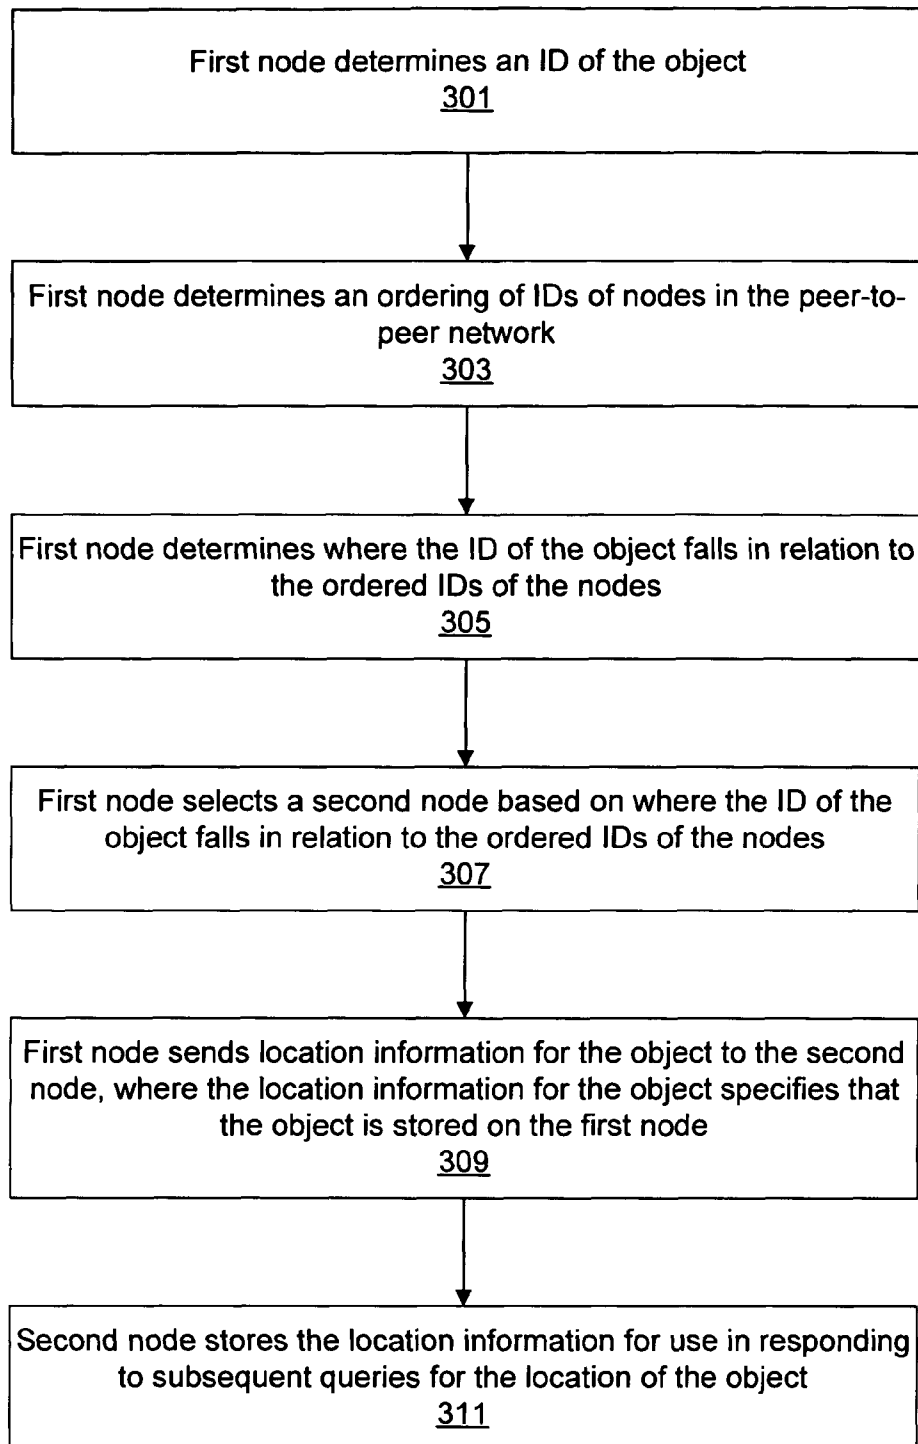 First node determines an ID of the object
301
First node determines an ordering of IDs of nodes in the peer-to-
peer network
303
First node determines where the ID of the object falls in relation to
the ordered IDs of the nodes
305
First node selects a second node based on where the ID of the
object falls in relation to the ordered IDs of the nodes
307
First node sends location information for the object to the second
node, where the location information for the object specifies that
the object is stored on the first node
309
Second node stores the location information for use in responding
to subsequent queries for the location of the object
311